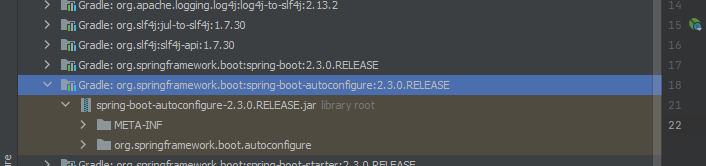 Gradle: org.apache.logging.log4j:log4j-to-slf4j:2.13.2
14
Gradle: org.slf4j:jul-to-slf4j:1.7.30
15
Gradle: org.slf4j:slf4j-api:1.7.30
16
Gradle: org.springframework.boot:spring-boot:2.3.0.RELEASE
17
Gradle: org.springframework.boot:spring-boot-autoconfigure:2.3.0.RELEASE
18
spring-boot-autoconfigure-2.3.0.RELEASE.jar library root
21
META-INF
22
org.springframework.boot.autoconfigure
Gradle: org.springframework.boot:spring-boot-starter:2.3.0.RELEASE